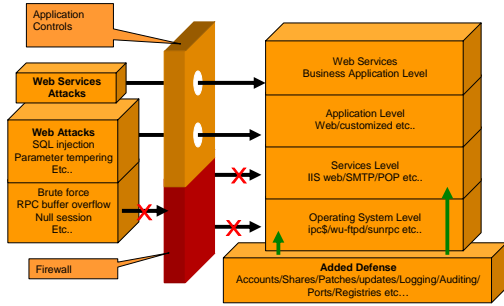 Application
Controls
Web Services
Attacks
Web Attacks
SQL injection
Parameter tempering
Etc..
Brute force
RPC buffer overflow
Null session
Etc..
Firewall
Web Services
Business Application Level
Application Level
Web/customized etc..
Services Level
IIS web/SMTP/POP etc..
Operating System Level
ipc$/wu-ftpd/sunrpc etc..
Added Defense
Accounts/Shares/Patches/updates/Logging/Auditing/
Ports/Registries etc...